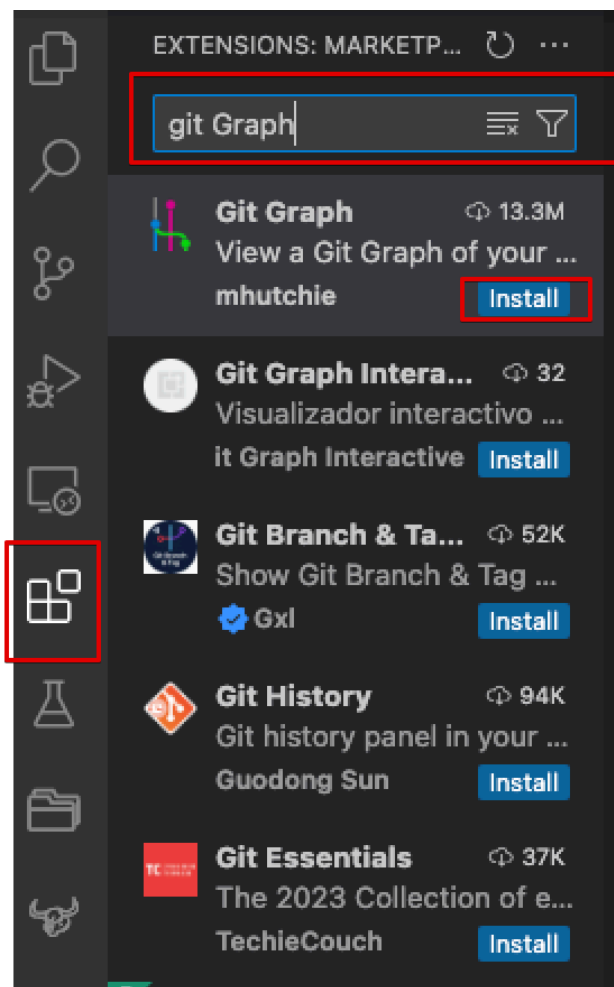 EXTENSIONS: MARKETP...
git Graph
Git Graph 13.3M
View a Git Graph of your ...
mhutchie Install
Git Graph Intera... 32
Visualizador interactivo ...
it Graph Interactive Install
Git Branch & Ta... 52K
Show Git Branch & Tag ...
Gxl Install
Git History 94K
Git history panel in your ...
Guodong Sun Install
Git Essentials 37K
The 2023 Collection of e...
TechieCouch Install